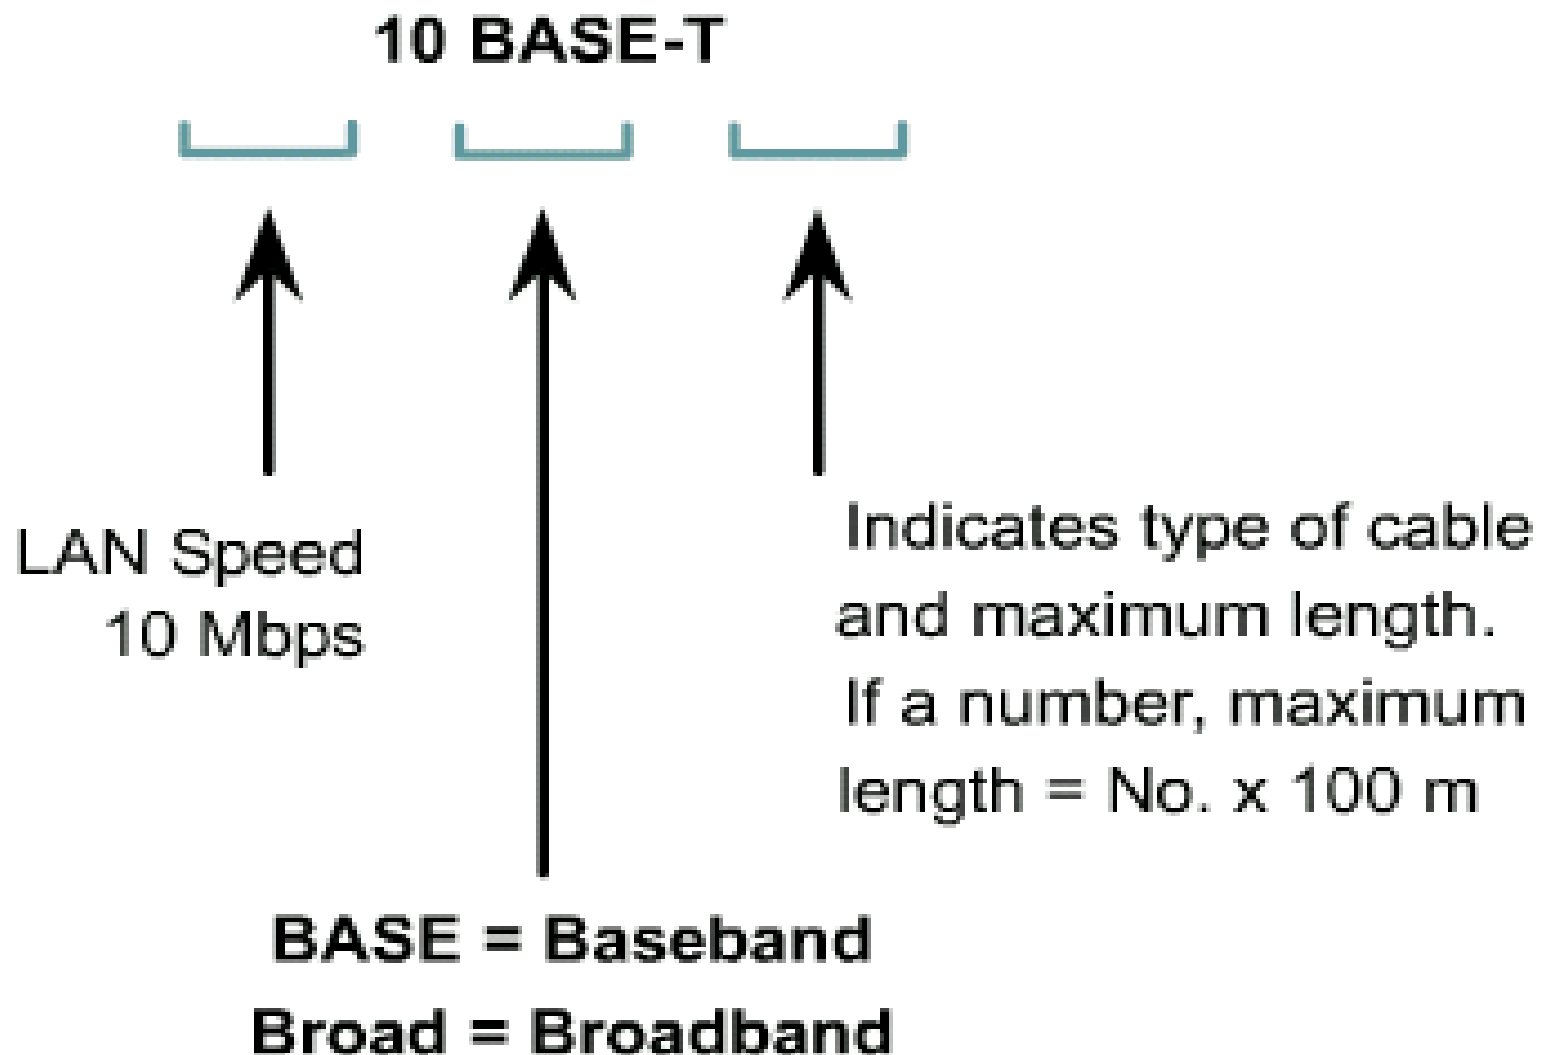 10 BASE-T
LAN Speed
10 Mbps
Indicates type of cable
and maximum length.
If a number, maximum
length = No. x 100 m
BASE = Baseband
Broad = Broadband